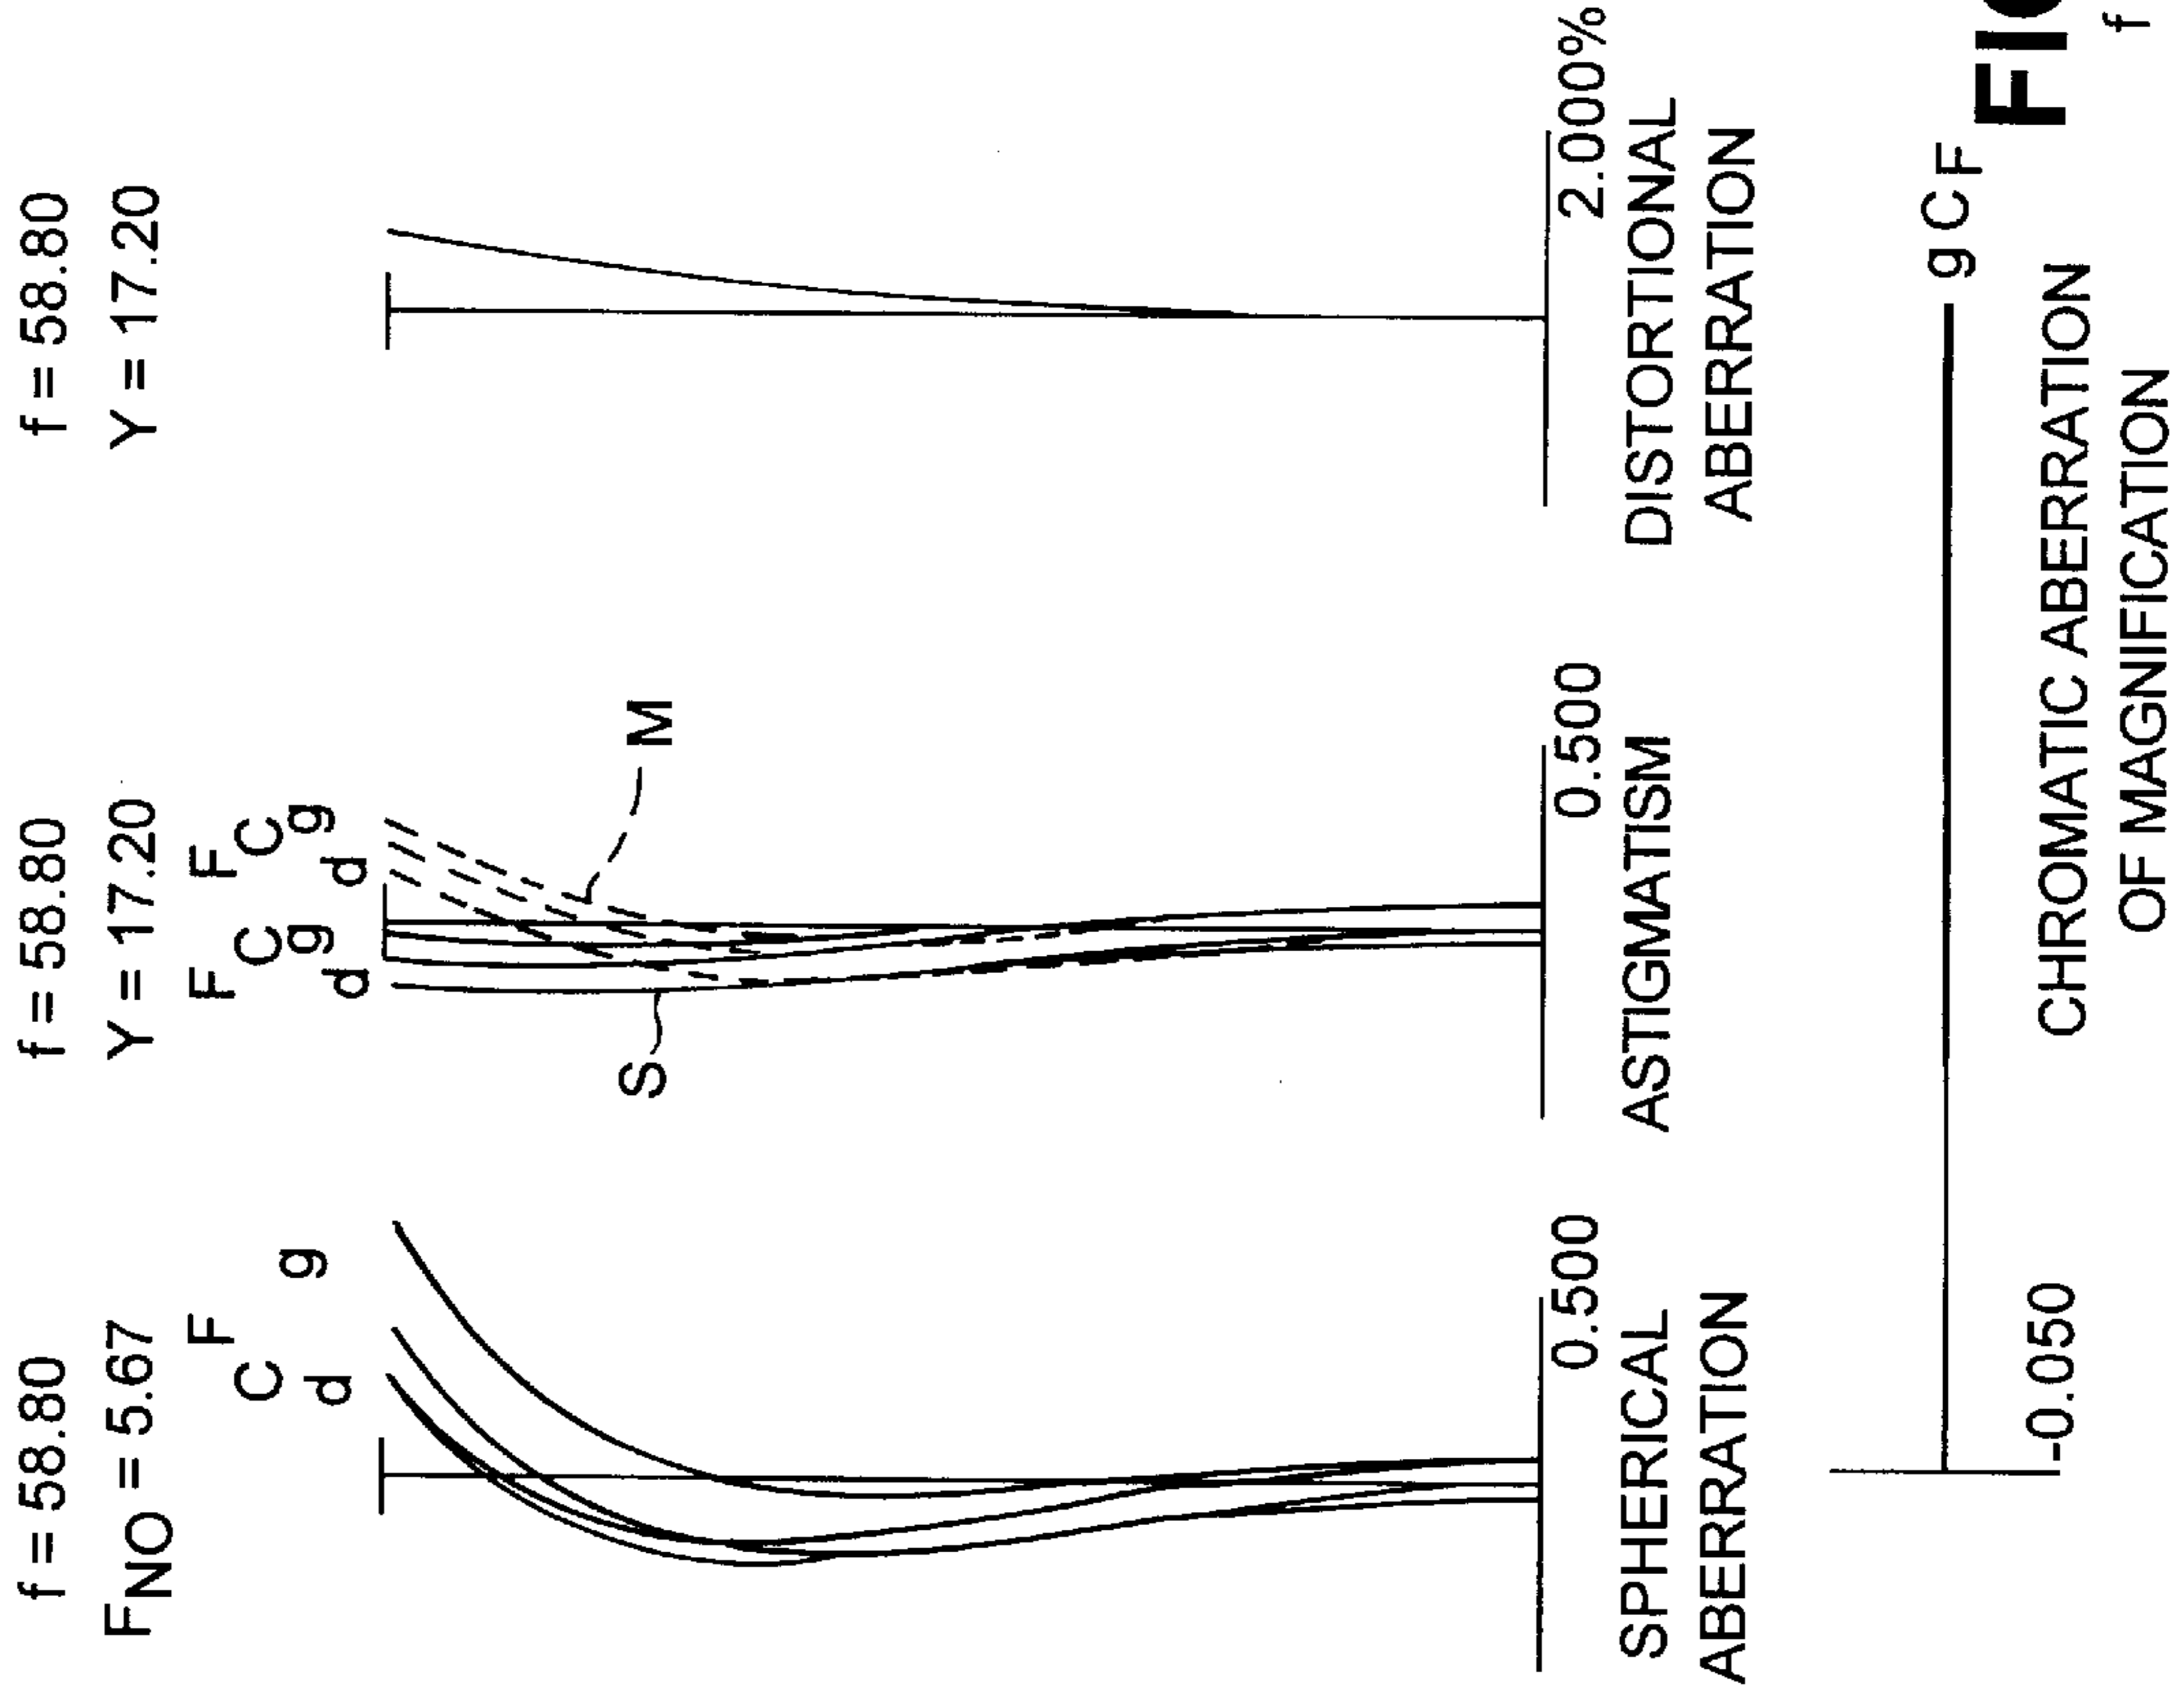 f = 58.80
FNO = 5.67
F
C
g
d
0.500
SPHERICAL
ABERRATION
f = 58.80
Y = 17.20
F F
C C
g g
d d
S
M
0.500
ASTIGMATISM
f = 58.80
Y = 17.20
2.000%
DISTORTIONAL
ABERRATION
g C F
-0.050
CHROMATIC ABERRATION
OF MAGNIFICATION
f